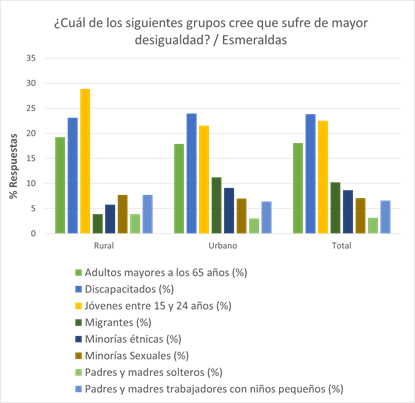 ¿Cuál de los siguientes grupos cree que sufre de mayor
desigualdad? / Esmeraldas
35
30
25
20
15
10
5
0
% Respuestas
Rural
Urbano
Total
Adultos mayores a los 65 años (%)
Discapacitados (%)
Jóvenes entre 15 y 24 años (%)
Migrantes (%)
Minorías étnicas (%)
Minorías Sexuales (%)
Padres y madres solteros (%)
Padres y madres trabajadores con niños pequeños (%)